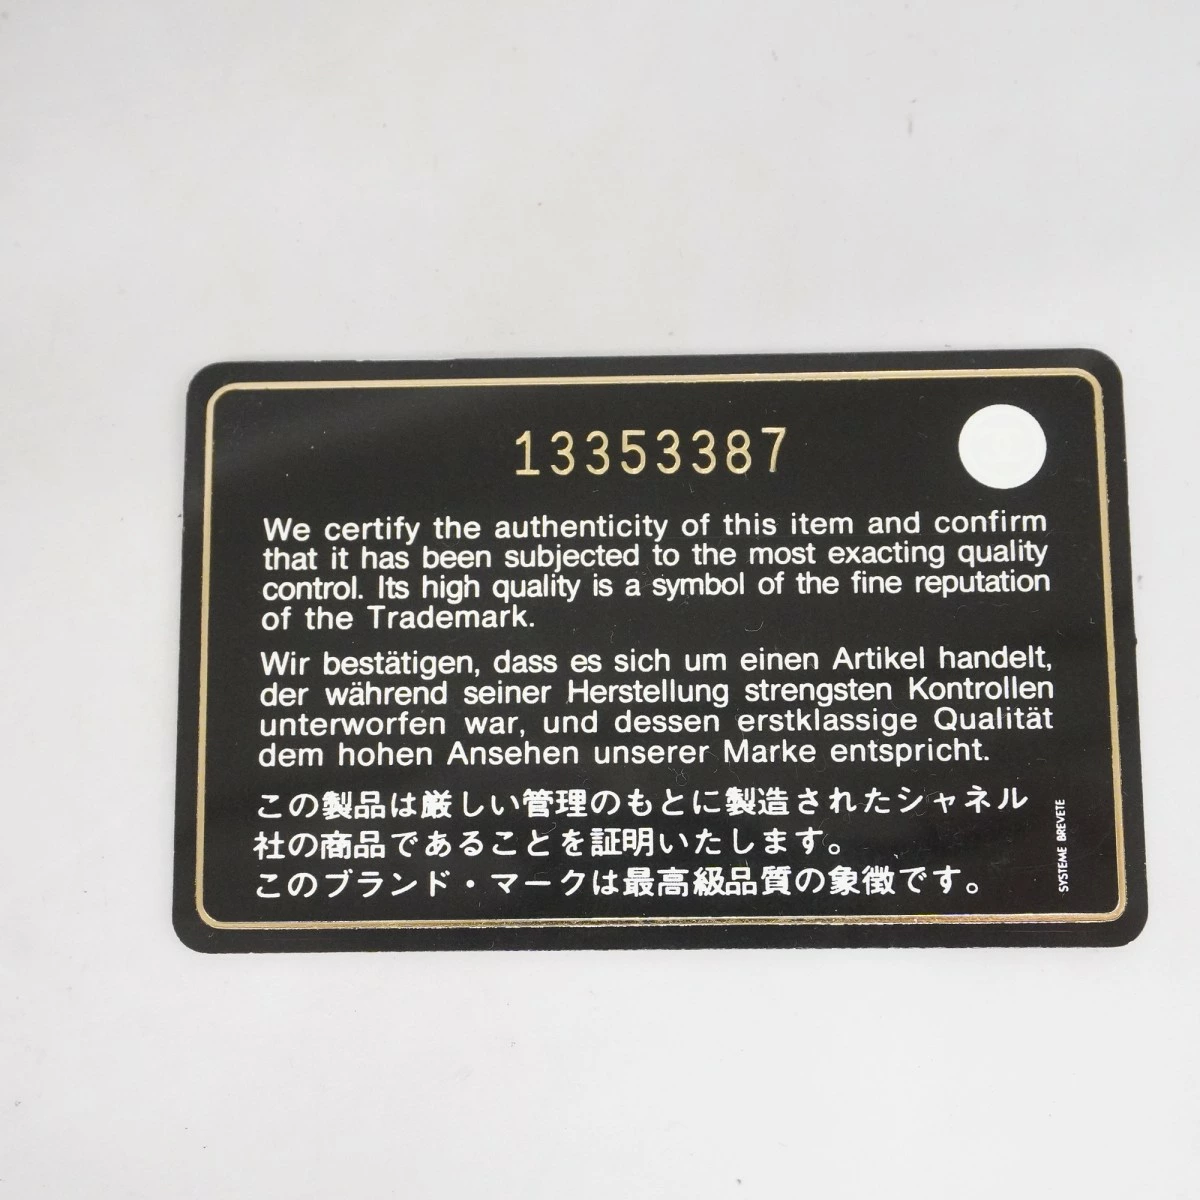 13353387
We certify the authenticity of this item and confirm
that it has been subjected to the most exacting quality
control. Its high quality is a symbol of the fine reputation
of the Trademark.
Wir bestätigen, dass es sich um einen Artikel handelt,
der während seiner Herstellung strengsten Kontrollen
unterworfen war, und dessen erstklassige Qualität
dem hohen Ansehen unserer Marke entspricht.
この製品は厳しい管理のもとに製造されたシャネル
社の商品であることを証明いたします。
このブランド・マークは最高級品質の象徴です。
SYSTEME BREVETE